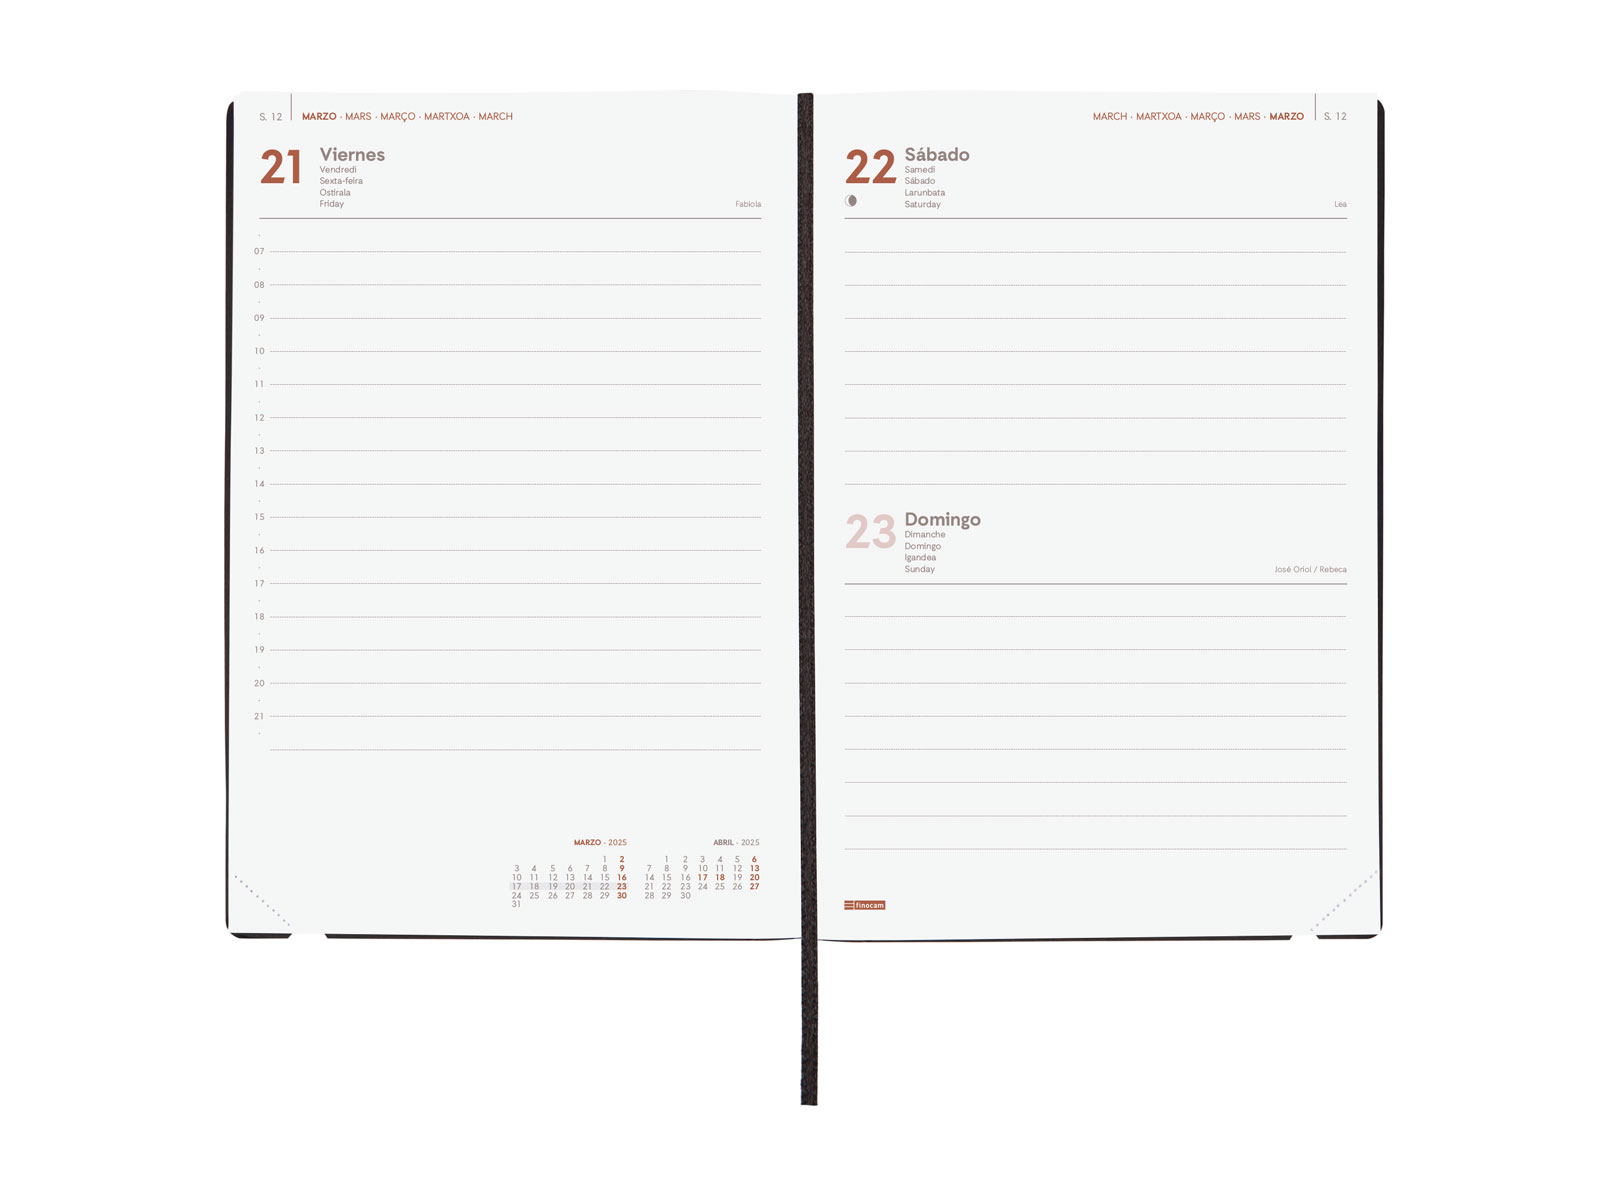 S. 12 MARZO · MARS · MARÇO · MARTXOA · MARCH
21 Viernes
Vendredi
Sexta-feira
Ostirala
Friday
Fabiola
07
08
09
10
11
12
13
14
15
16
17
18
19
20
21
MARZO - 2025
1 2
3 4 5 6 7 8 9
10 11 12 13 14 15 16
17 18 19 20 21 22 23
24 25 26 27 28 29 30
31
ABRIL - 2025
1 2 3 4 5 6
7 8 9 10 11 12 13
14 15 16 17 18 19 20
21 22 23 24 25 26 27
28 29 30
MARCH · MARTXOA · MARÇO · MARS · MARZO S. 12
22 Sábado
Samedi
Sábado
Larunbata
Saturday
Lea
23 Domingo
Dimanche
Domingo
Igandea
Sunday
José Oriol / Rebeca
finocam